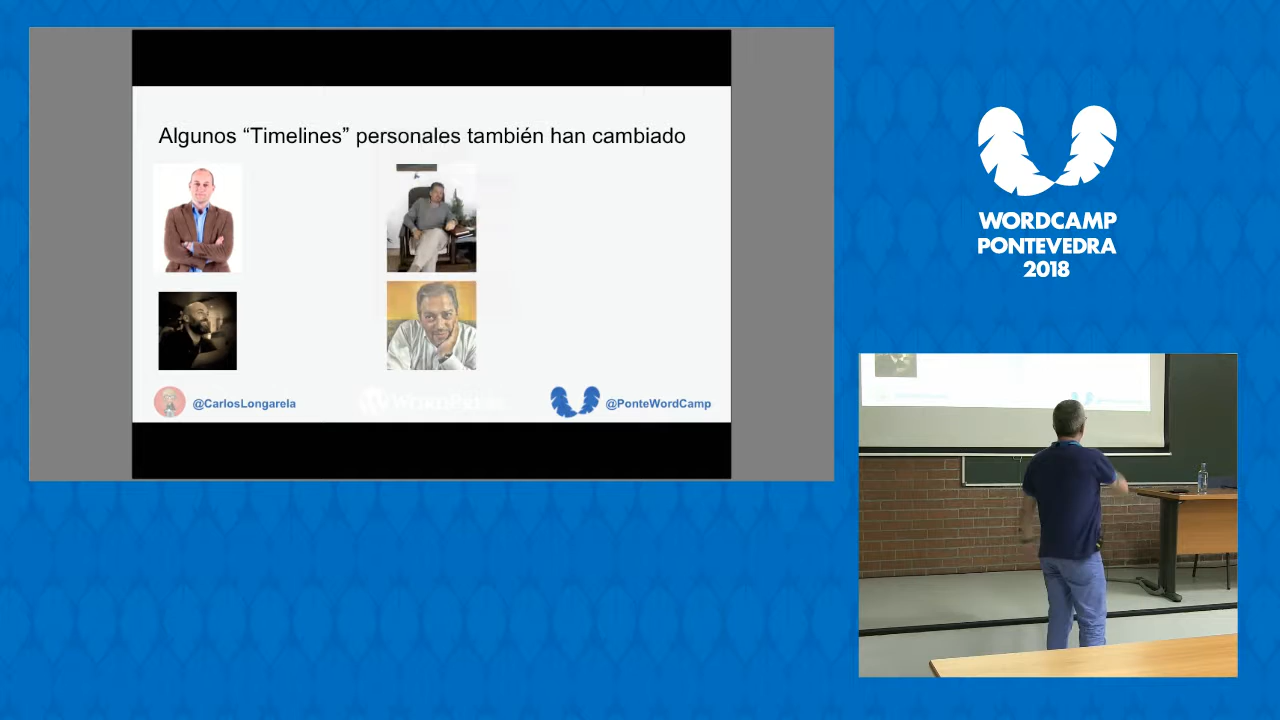 Algunos “Timelines” personales también han cambiado
@CarlosLongarela
@PonteWordCamp
WORDCAMP
PONTEVEDRA
2018